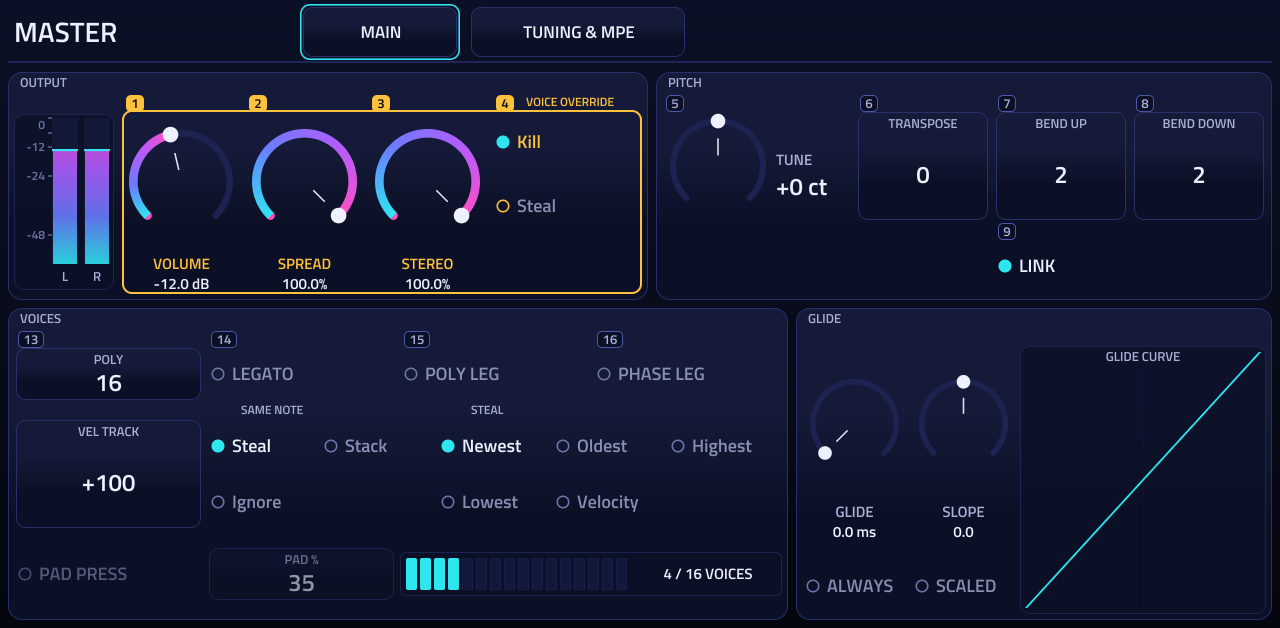 MASTER
MAIN
TUNING & MPE
OUTPUT
1
2
3
4
VOICE OVERRIDE
0
-12
-24
-48
L
R
Kill
Steal
VOLUME
-12.0 dB
SPREAD
100.0%
STEREO
100.0%
PITCH
5
6
7
8
TUNE
+0 ct
TRANSPOSE
0
BEND UP
2
BEND DOWN
2
9
LINK
VOICES
13
14
15
16
POLY
16
LEGATO
POLY LEG
PHASE LEG
SAME NOTE
STEAL
VEL TRACK
+100
Steal
Stack
Newest
Oldest
Highest
Ignore
Lowest
Velocity
PAD PRESS
PAD %
35
4 / 16 VOICES
GLIDE
GLIDE CURVE
GLIDE
0.0 ms
SLOPE
0.0
ALWAYS
SCALED